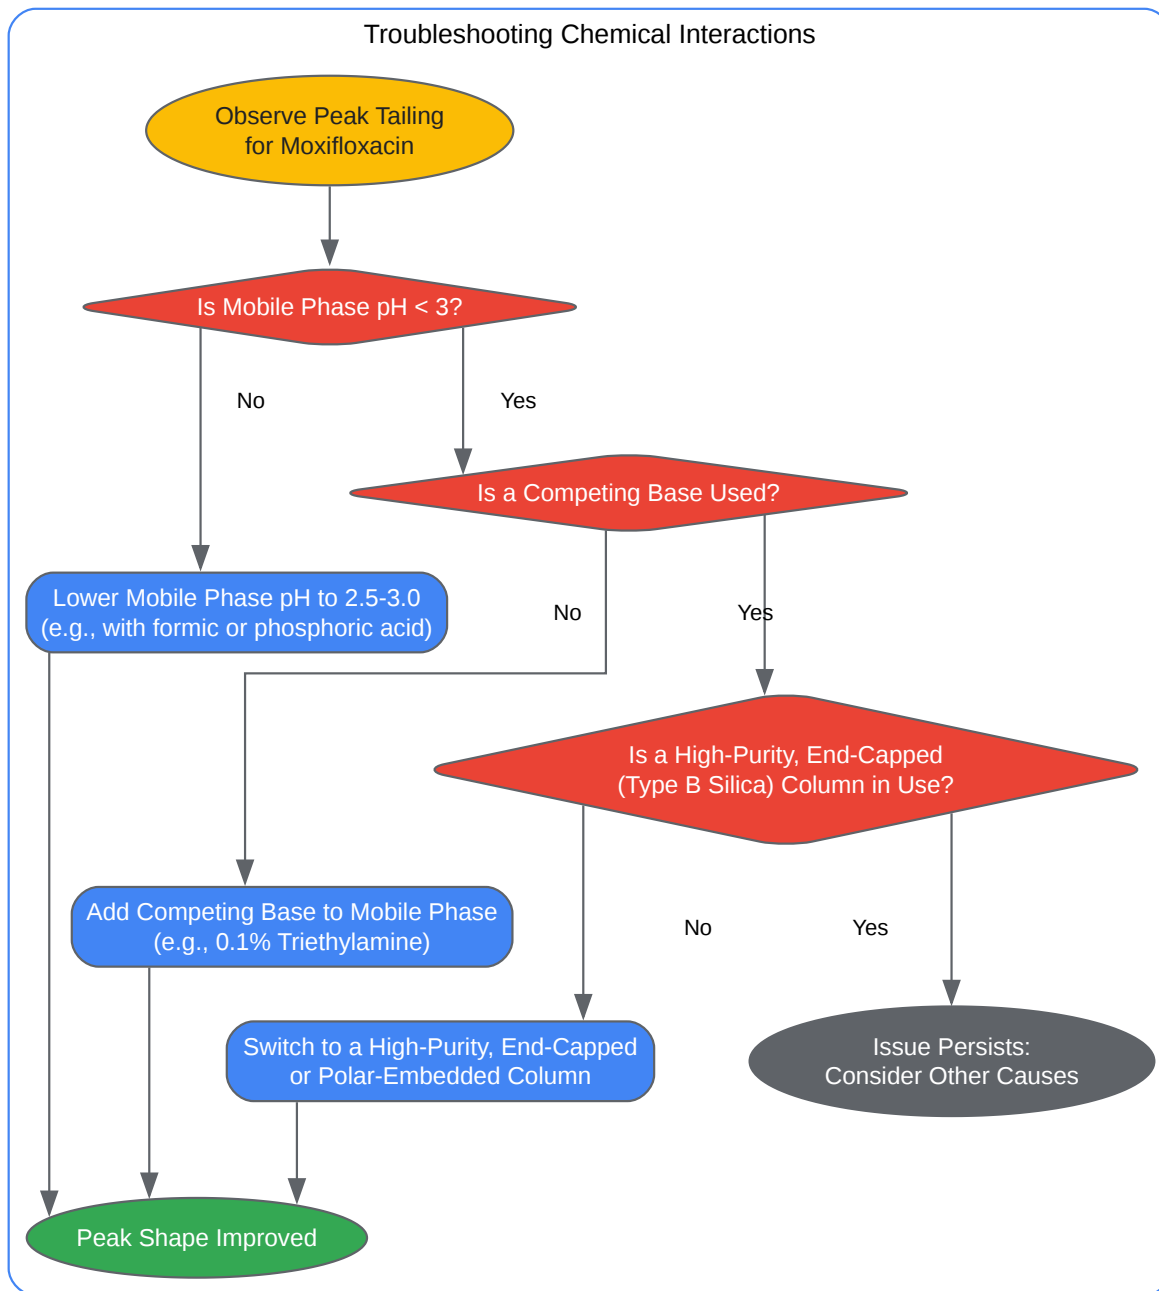 Troubleshooting Chemical Interactions
Observe Peak Tailing
for Moxifloxacin
Is Mobile Phase pH < 3?
No
Yes
Is a Competing Base Used?
Lower Mobile Phase pH to 2.5-3.0
(e.g., with formic or phosphoric acid)
No
Yes
Is a High-Purity, End-Capped
(Type B Silica) Column in Use?
Add Competing Base to Mobile Phase
(e.g., 0.1% Triethylamine)
No
Yes
Switch to a High-Purity, End-Capped
or Polar-Embedded Column
Issue Persists:
Consider Other Causes
Peak Shape Improved